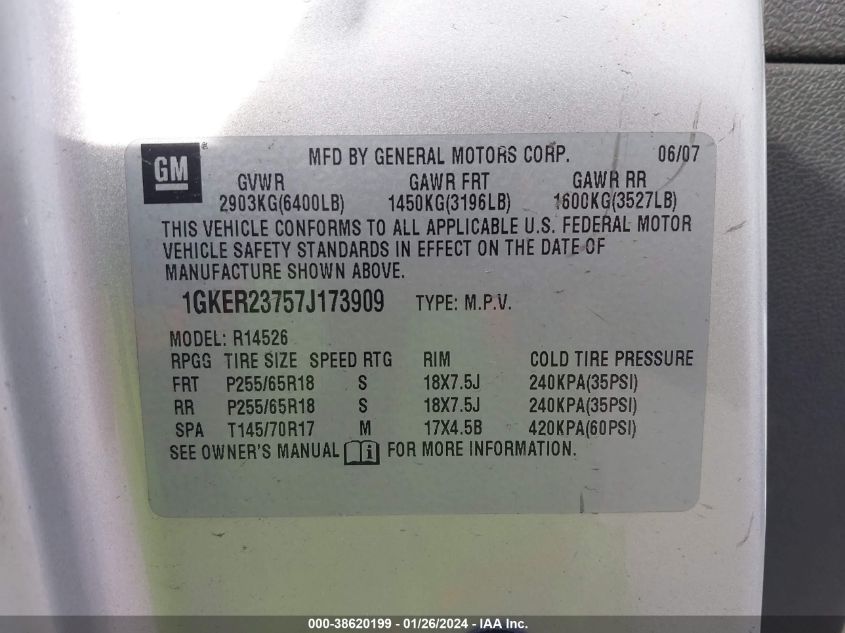 GM ®
MFD BY GENERAL MOTORS CORP. 06/07
GVWR GAWR FRT GAWR RR
2903KG(6400LB) 1450KG(3196LB) 1600KG(3527LB)
THIS VEHICLE CONFORMS TO ALL APPLICABLE U.S. FEDERAL MOTOR
VEHICLE SAFETY STANDARDS IN EFFECT ON THE DATE OF
MANUFACTURE SHOWN ABOVE.
1GKER23757J173909 TYPE: M.P.V.
MODEL: R14526
RPGG TIRE SIZE SPEED RTG RIM COLD TIRE PRESSURE
FRT P255/65R18 S 18X7.5J 240KPA(35PSI)
RR P255/65R18 S 18X7.5J 240KPA(35PSI)
SPA T145/70R17 M 17X4.5B 420KPA(60PSI)
SEE OWNER'S MANUAL i FOR MORE INFORMATION.
000-38620199 - 01/26/2024 - IAA Inc.